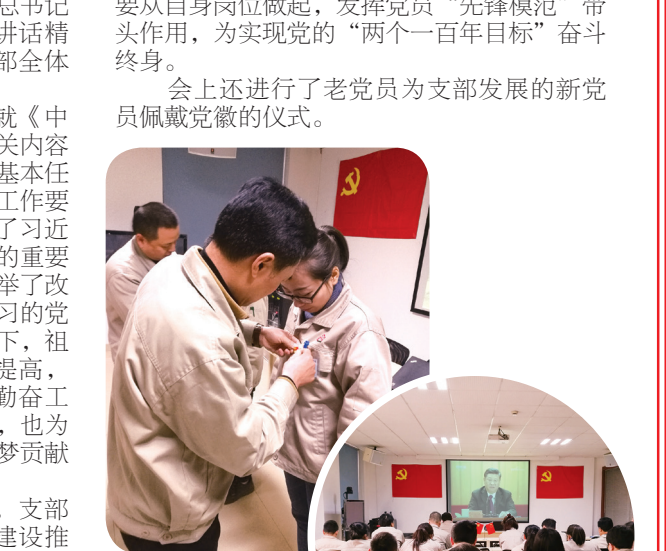 总书记
讲话精
部全体
就《中
关内容
基本任
工作要
了习近
的重要
举了改
习的党
下，祖
提高，
勤奋工
，也为
梦贡献
支部
建设推
要从自身岗位做起，发挥党员“先锋模范”带
头作用，为实现党的“两个一百年目标”奋斗
终身。
会上还进行了老党员为支部发展的新党
员佩戴党徽的仪式。